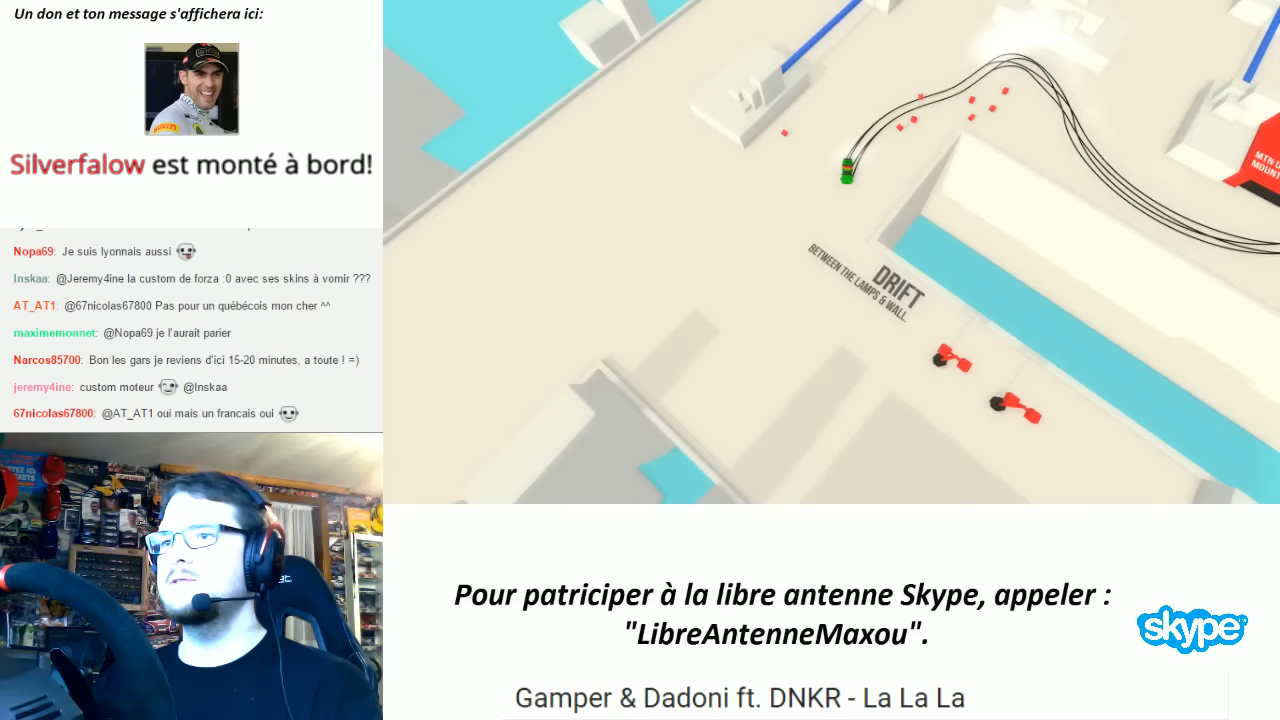 Un don et ton message s'affichera ici:
Silverfalow est monté à bord!
Nopa69: Je suis lyonnais aussi
Inskaa: @Jeremy4ine la custom de forza :0 avec ses skins à vomir ???
AT_AT1: @67nicolas67800 Pas pour un québécois mon cher ^^
maximemonnet: @Nopa69 je l'aurait parier
Narcos85700: Bon les gars je reviens d'ici 15-20 minutes, a toute ! =)
jeremy4ine: custom moteur @Inskaa
67nicolas67800: @AT_AT1 oui mais un francais oui
DRIFT
BETWEEN THE LAMPS & WALL.
MTN
MOUNT
Pour patriciper à la libre antenne Skype, appeler :
"LibreAntenneMaxou".
skype
Gamper & Dadoni ft. DNKR - La La La